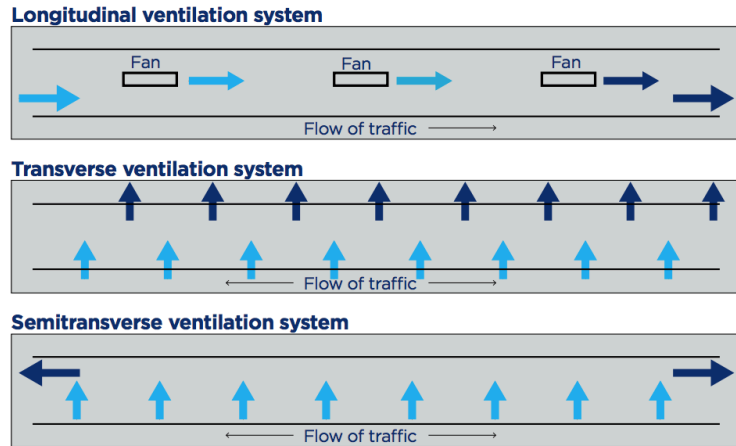 Longitudinal ventilation system
Fan Fan Fan
Flow of traffic
Transverse ventilation system
Flow of traffic
Semitransverse ventilation system
Flow of traffic